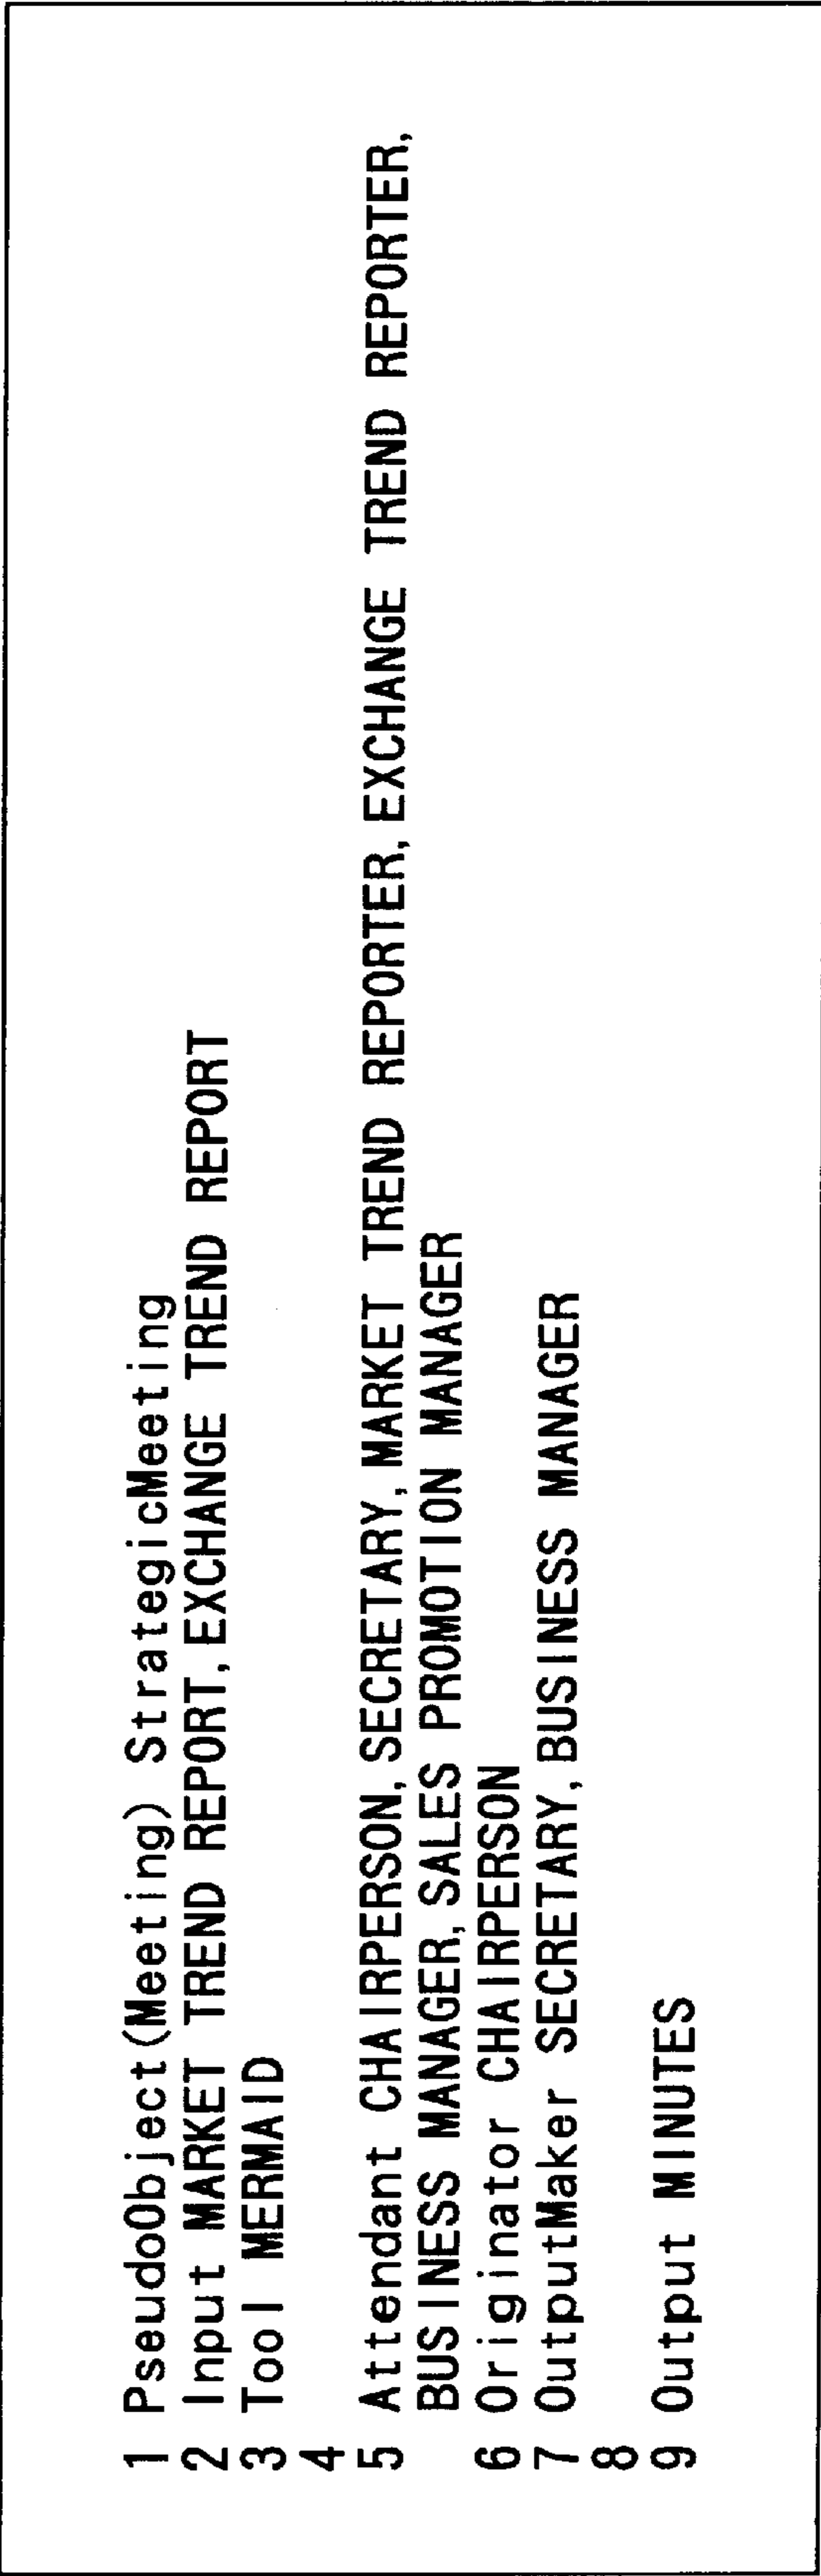 1 PseudoObject(Meeting) StrategicMeeting
2 Input MARKET TREND REPORT, EXCHANGE TREND REPORT
3 Tool MERMAID
4
5 Attendant CHAIRPERSON, SECRETARY, MARKET TREND REPORTER, EXCHANGE TREND REPORTER,
BUSINESS MANAGER, SALES PROMOTION MANAGER
6 Originator CHAIRPERSON
7 OutputMaker SECRETARY, BUSINESS MANAGER
8
9 Output MINUTES